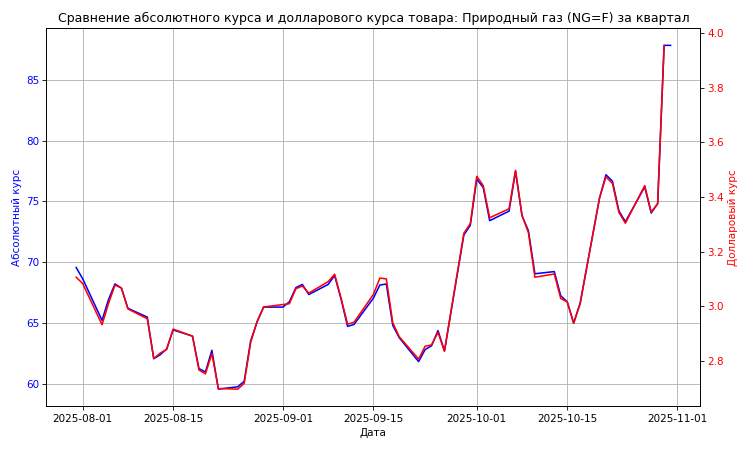 Сравнение абсолютного курса и долларового курса товара: Природный газ (NG=F) за квартал
Абсолютный курс
85
80
75
70
65
60
4.0
3.8
3.6
3.4
3.2
3.0
2.8
Долларовый курс
2025-08-01 2025-08-15 2025-09-01 2025-09-15 2025-10-01 2025-10-15 2025-11-01
Дата